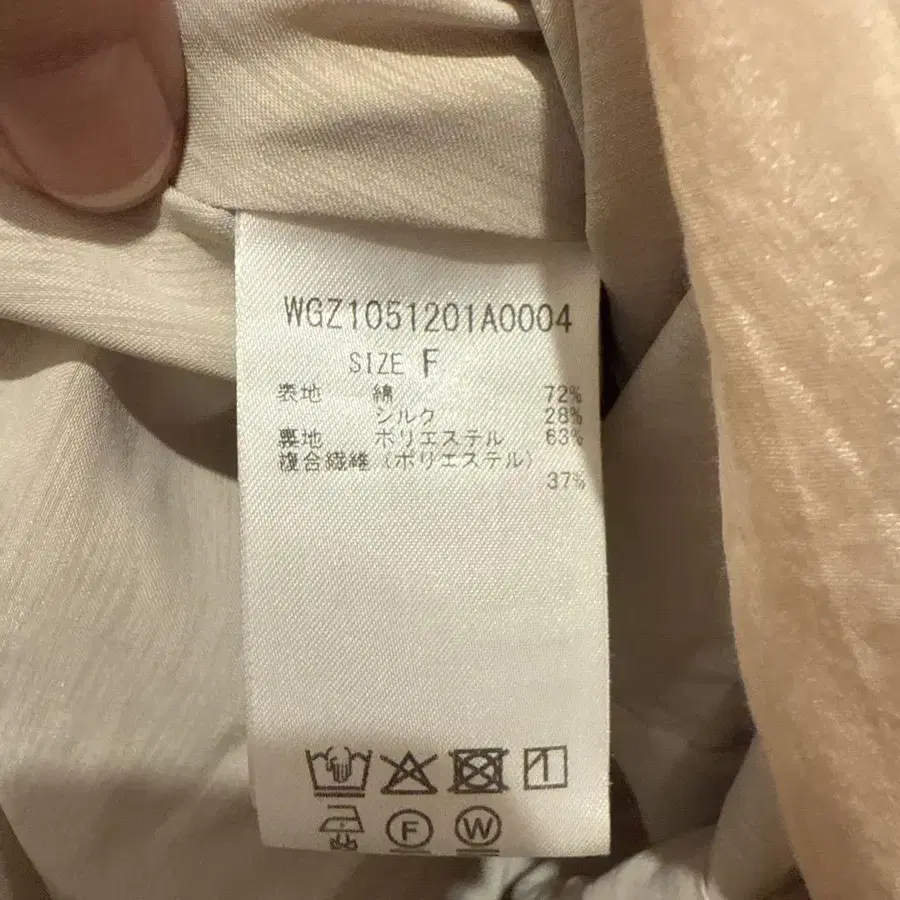 WGZ1051201A0004
SIZE F
表地 綿 72%
シルク 28%
裏地 ポリエステル 63%
複合繊維(ポリエステル)
37%
F W